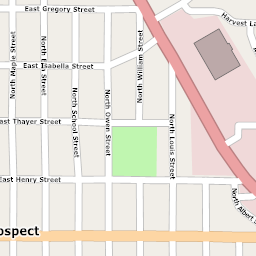 East Gregory Street
Harvest La
North Maple Street
North Elm Street
North William Street
East Isabella Street
North School Street
North Owen Street
East Thayer Street
North Louis Street
East Henry Street
North Albert S
ospect